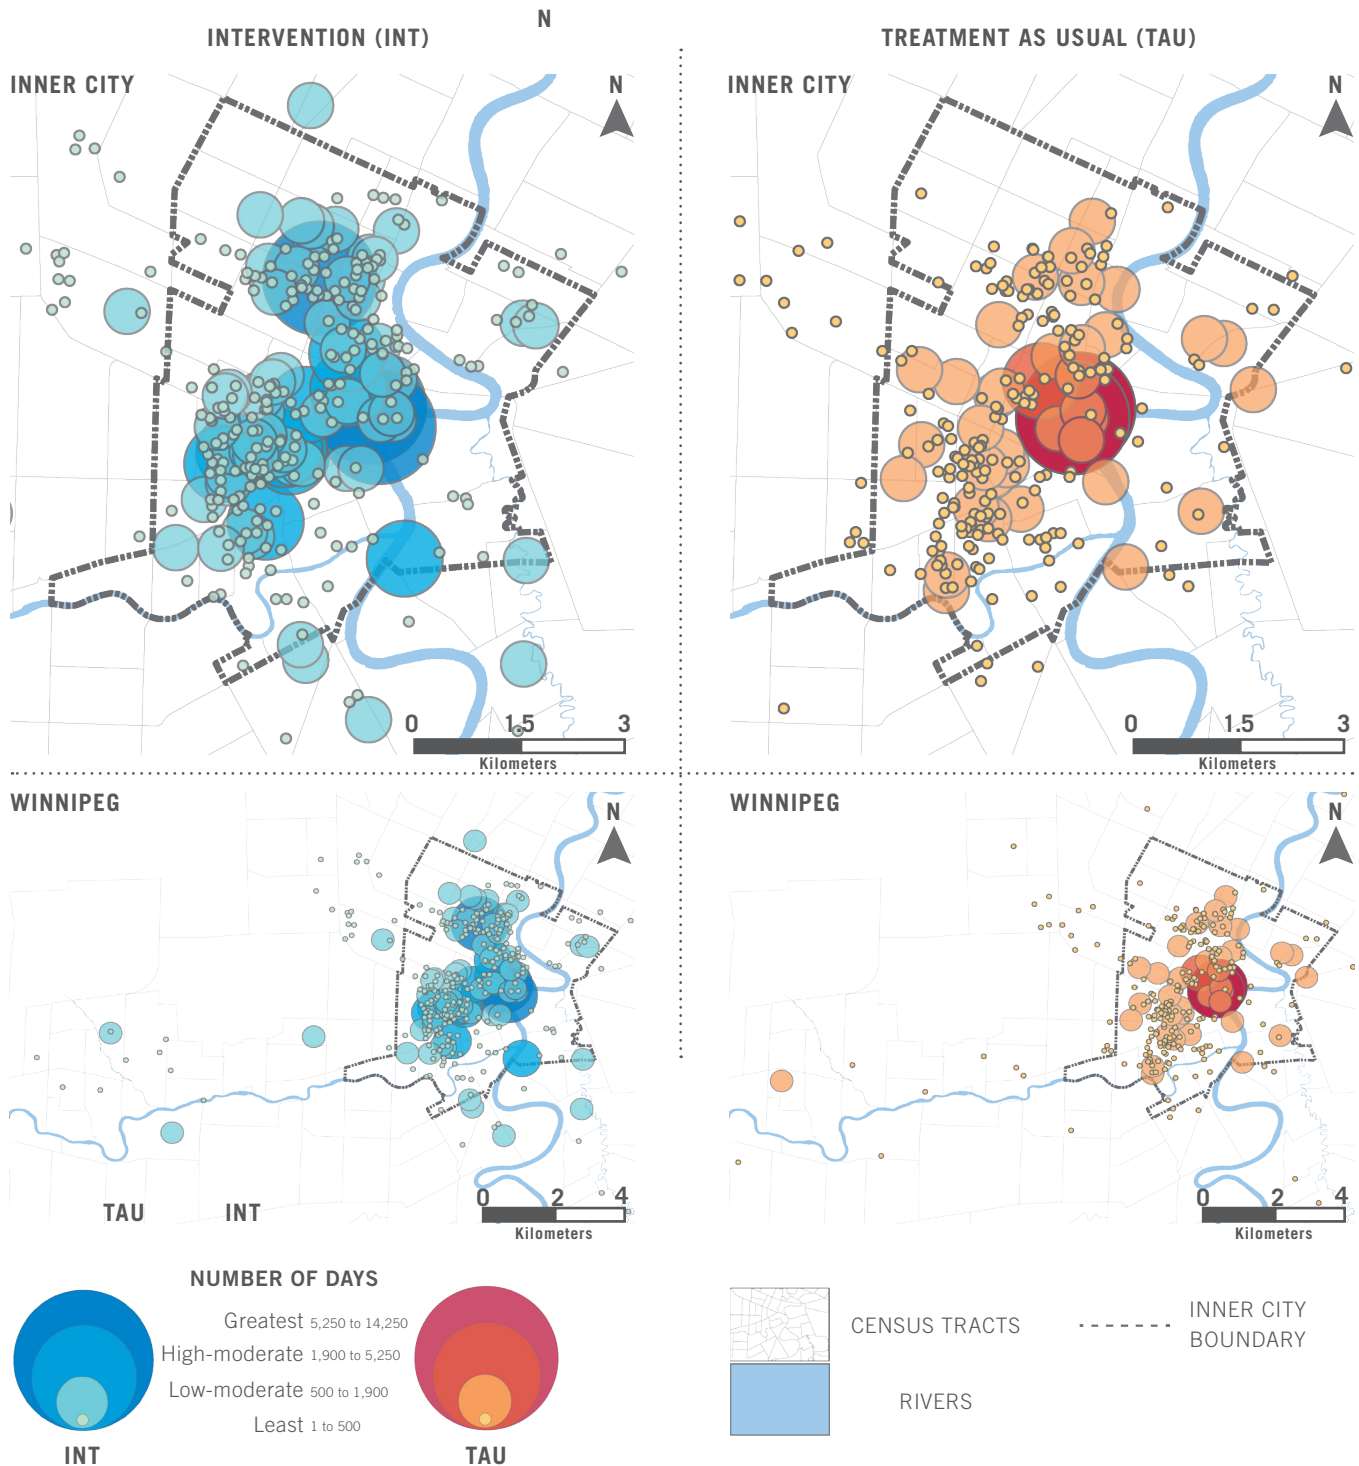 N
INTERVENTION (INT)
TREATMENT AS USUAL (TAU)
INNER CITY
N
INNER CITY
N
0 1.5 3
Kilometers
0 1.5 3
Kilometers
WINNIPEG
N
WINNIPEG
N
TAU INT
0 2 4
Kilometers
0 2 4
Kilometers
NUMBER OF DAYS
Greatest 5,250 to 14,250
High-moderate 1,900 to 5,250
Low-moderate 500 to 1,900
Least 1 to 500
INT
TAU
CENSUS TRACTS
INNER CITY
BOUNDARY
RIVERS